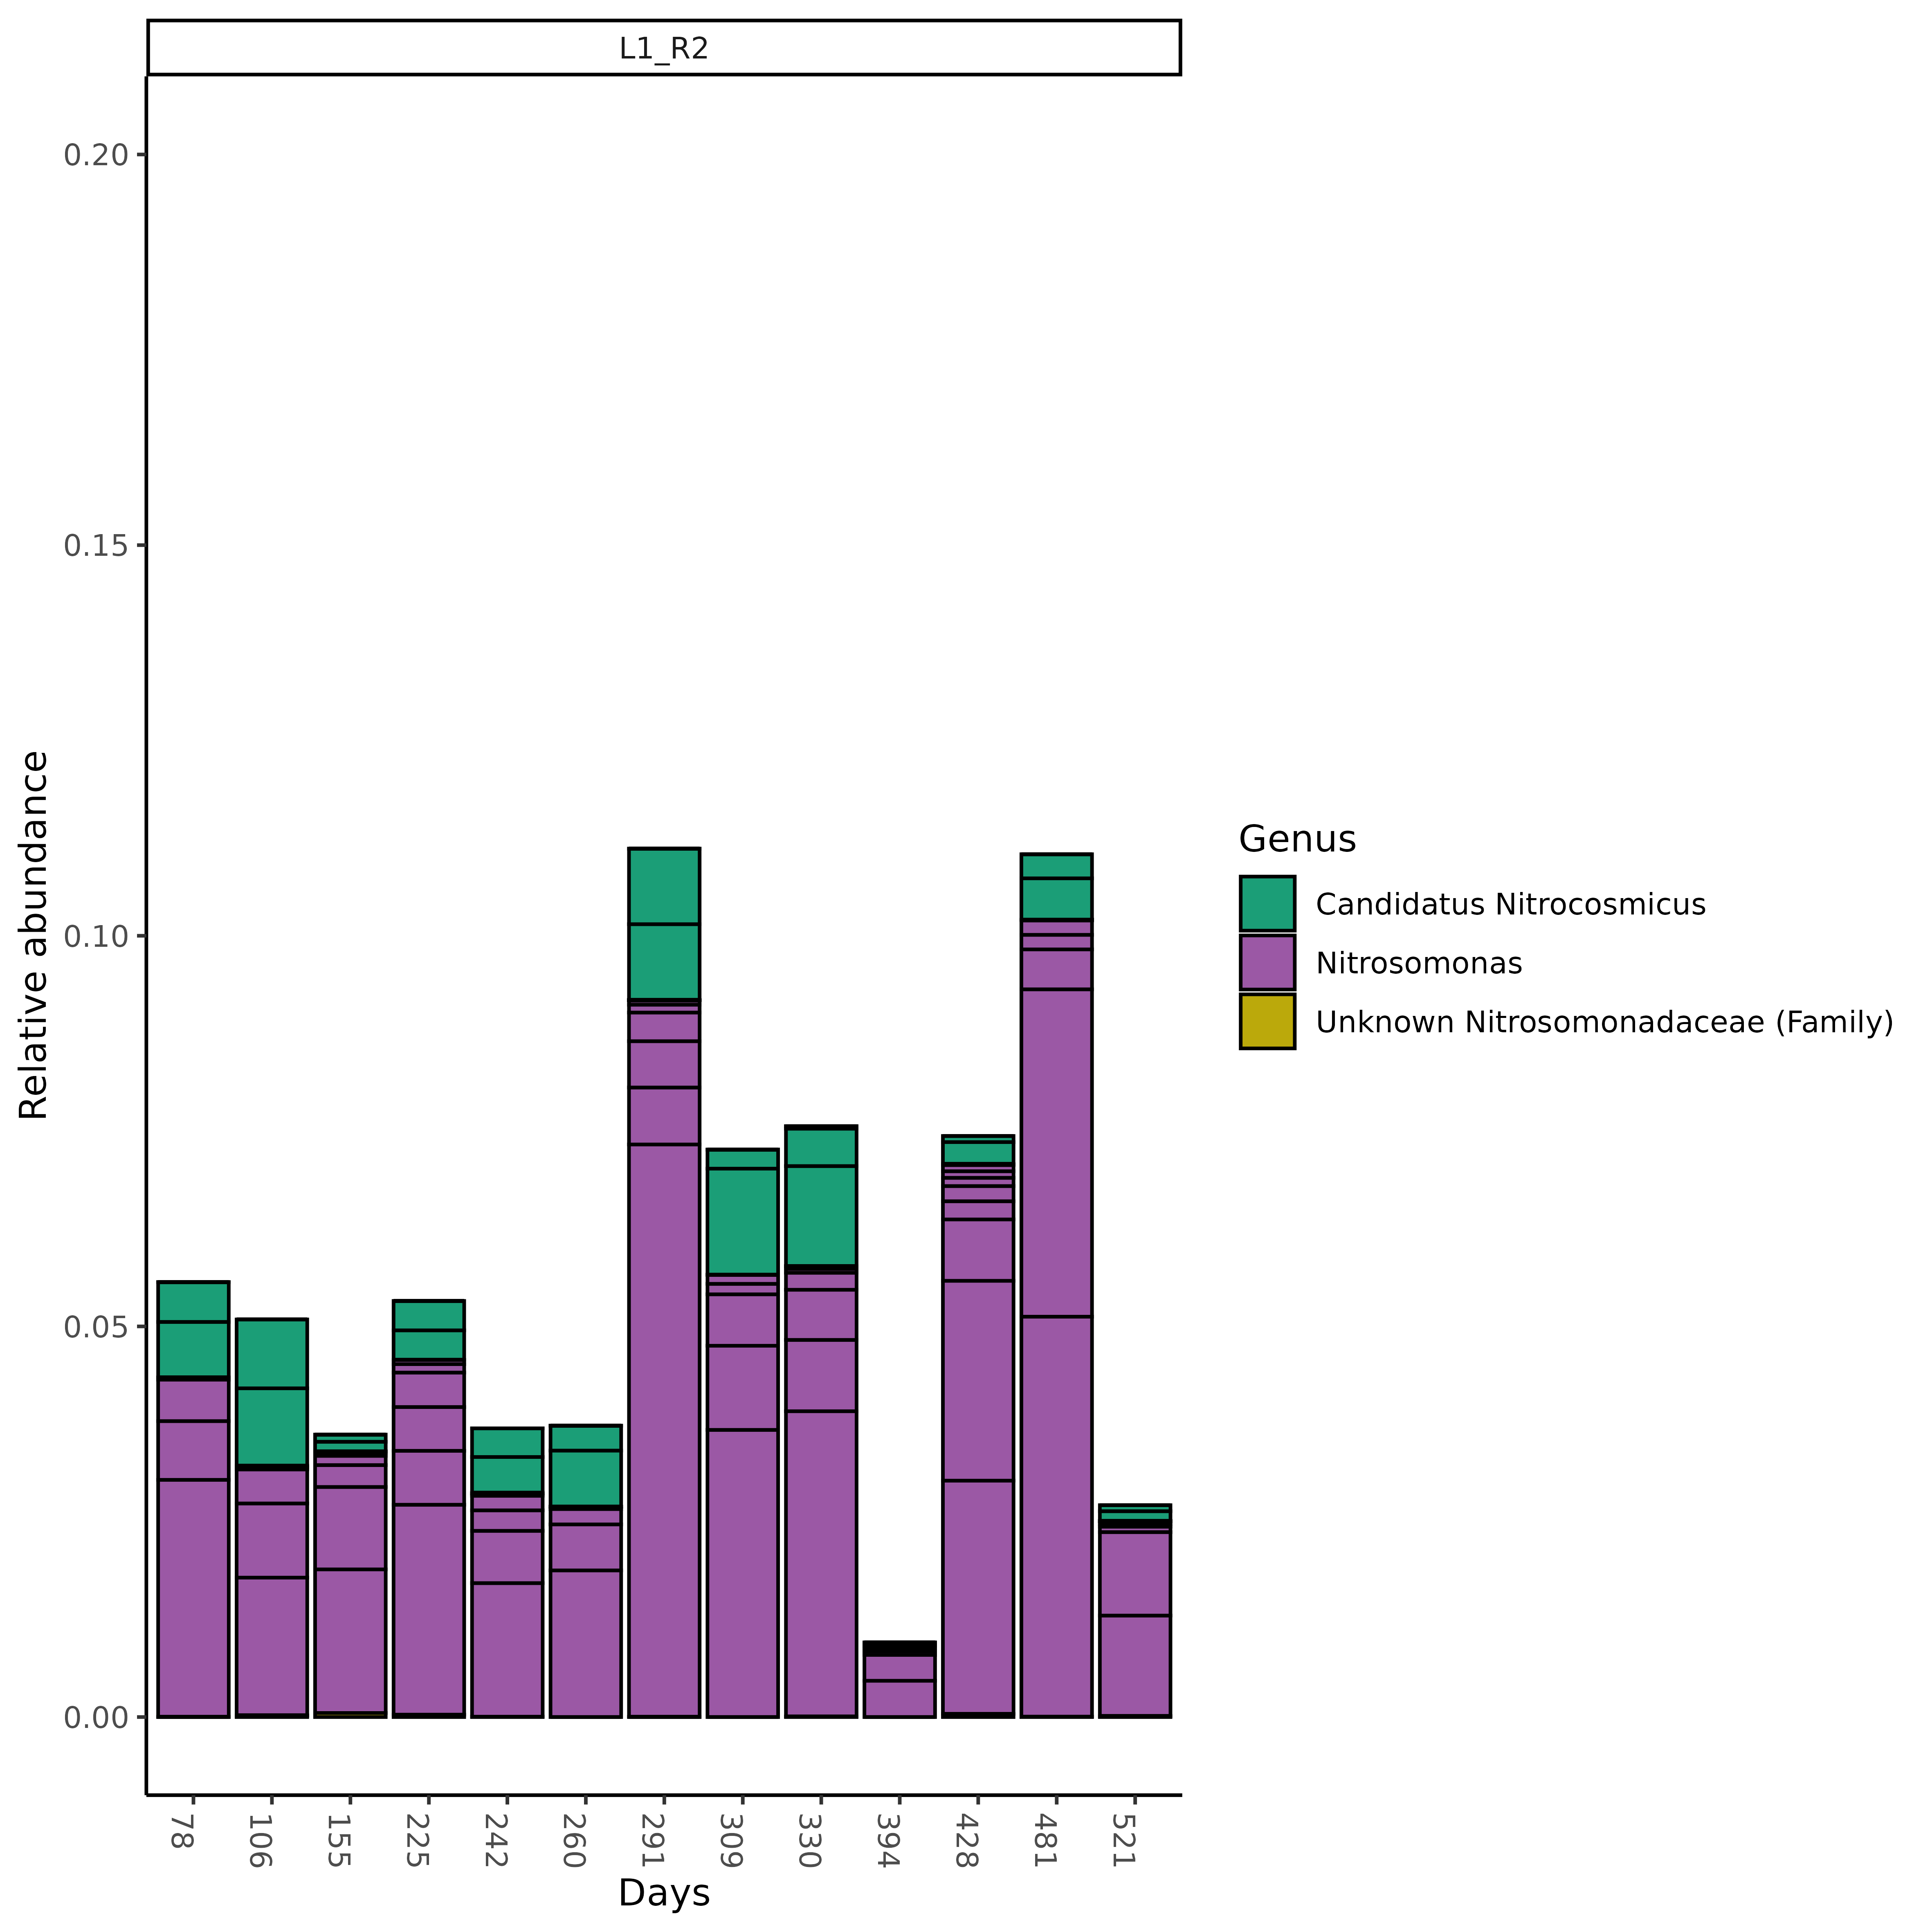 L1_R2
0.20
0.15
0.10
0.05
0.00
Relative abundance
78 106 155 225 242 260 291 309 330 394 428 481 521
Days
Genus
Candidatus Nitrocosmicus
Nitrosomonas
Unknown Nitrosomonadaceae (Family)